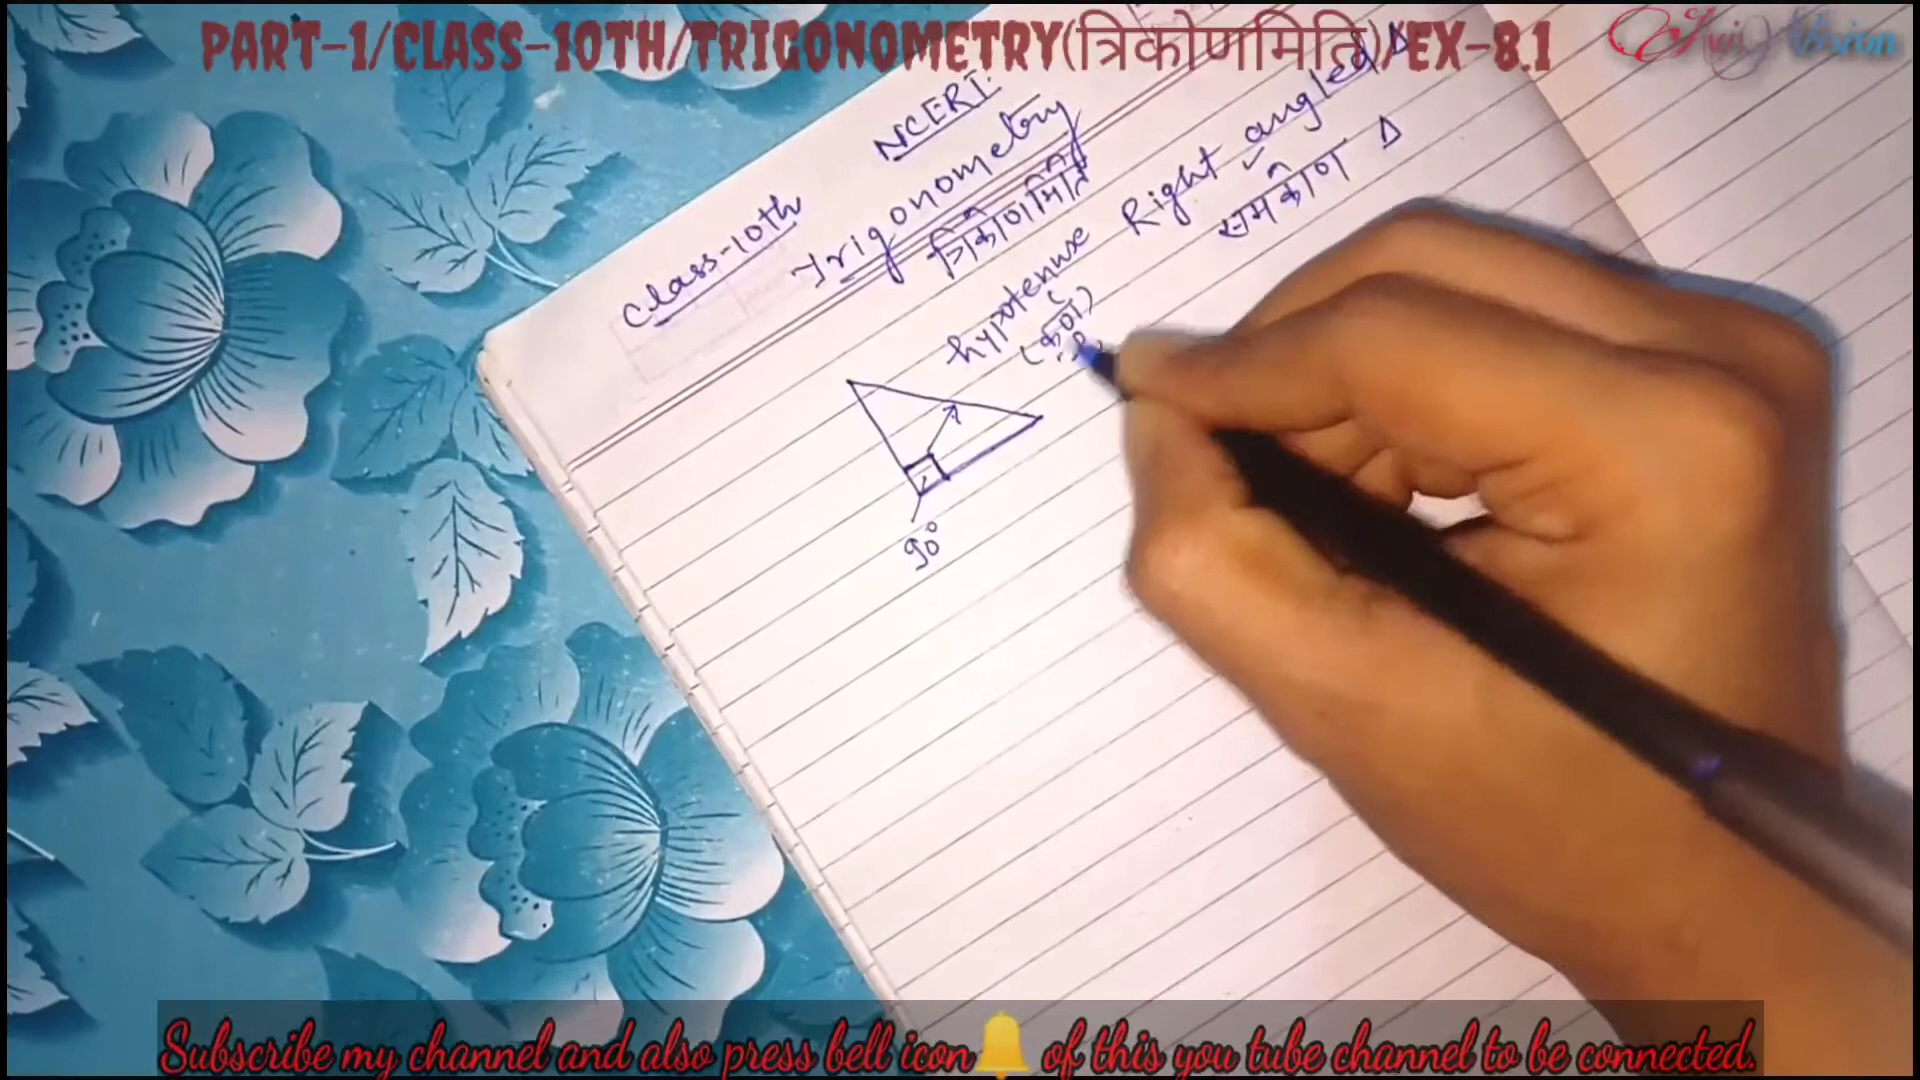 PART-1/CLASS-10TH/TRIGONOMETRY(त्रिकोणमिति)/EX-8.1
Class-10th
NCERT.
Trigonometry
त्रिकोणमिति
Right angled Δ
समकोण Δ
hypotenuse
(कर्ण)
90°
Subscribe my channel and also press bell icon🔔 of this you tube channel to be connected.